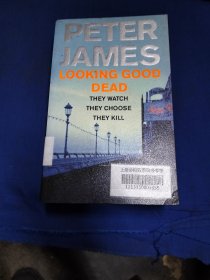 PETER
JAMES
LOOKING GOOD
DEAD
THEY WATCH
THEY CHOOSE
THEY KILL